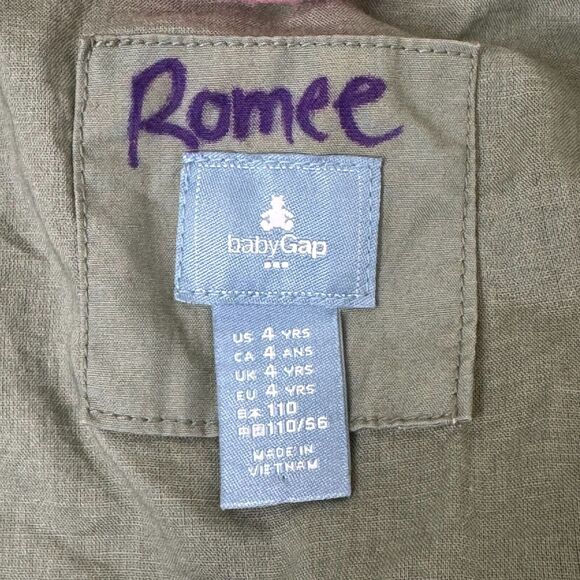 Romee
babyGap
US 4 YRS
CA 4 ANS
UK 4 YRS
EU 4 YRS
日本 110
中国 110/56
MADE IN
VIETNAM